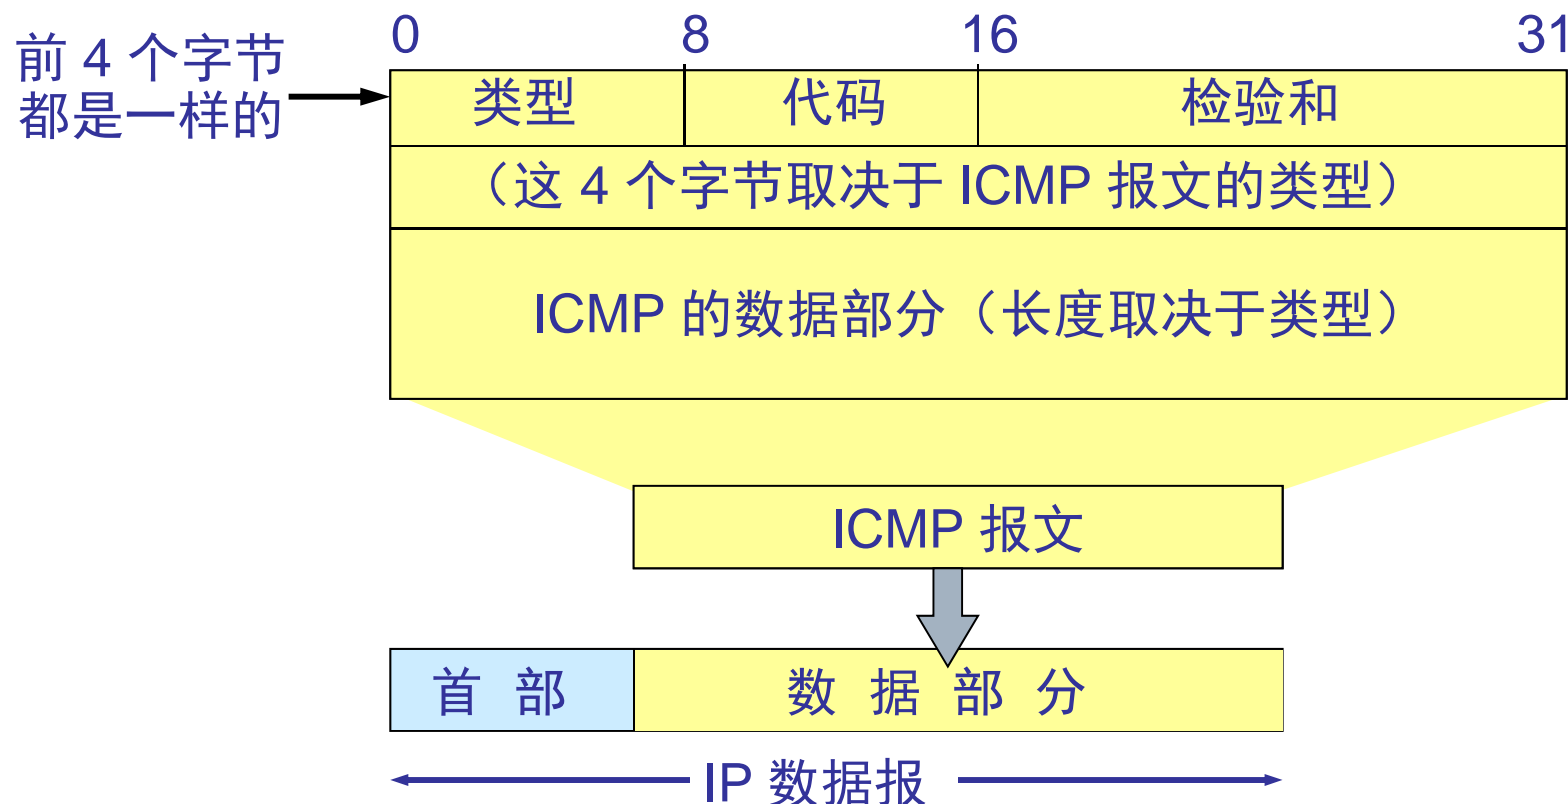 0 8 16 31
前 4 个字节
都是一样的
类型 代码 检验和
（这 4 个字节取决于 ICMP 报文的类型）
ICMP 的数据部分（长度取决于类型）
ICMP 报文
首 部 数 据 部 分
IP 数据报